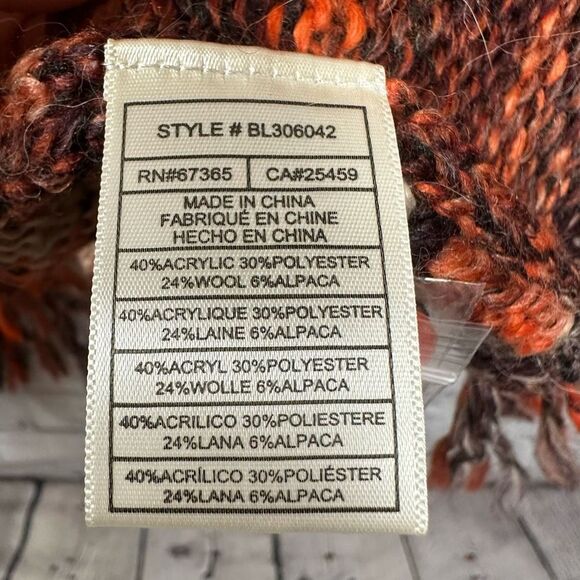 STYLE # BL306042
RN#67365 CA#25459
MADE IN CHINA
FABRIQUÉ EN CHINE
HECHO EN CHINA
40%ACRYLIC 30%POLYESTER
24%WOOL 6%ALPACA
40%ACRYLIQUE 30%POLYESTER
24%LAINE 6%ALPACA
40%ACRYL 30%POLYESTER
24%WOLLE 6%ALPACA
40%ACRILICO 30%POLIESTERE
24%LANA 6%ALPACA
40%ACRÍLICO 30%POLIÉSTER
24%LANA 6%ALPACA